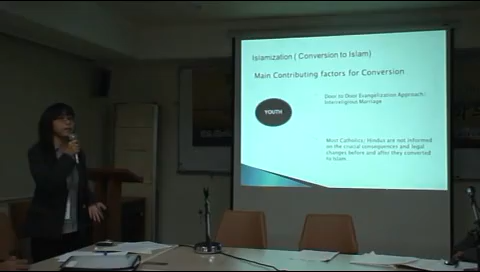 Islamization ( Conversion to Islam)
Main Contributing factors for Conversion
Door to Door Evangelization Approach/
Interreligious Marriage
YOUTH
Most Catholics/ Hindus are not informed
on the crucial consequences and legal
changes before and after they converted
to Islam